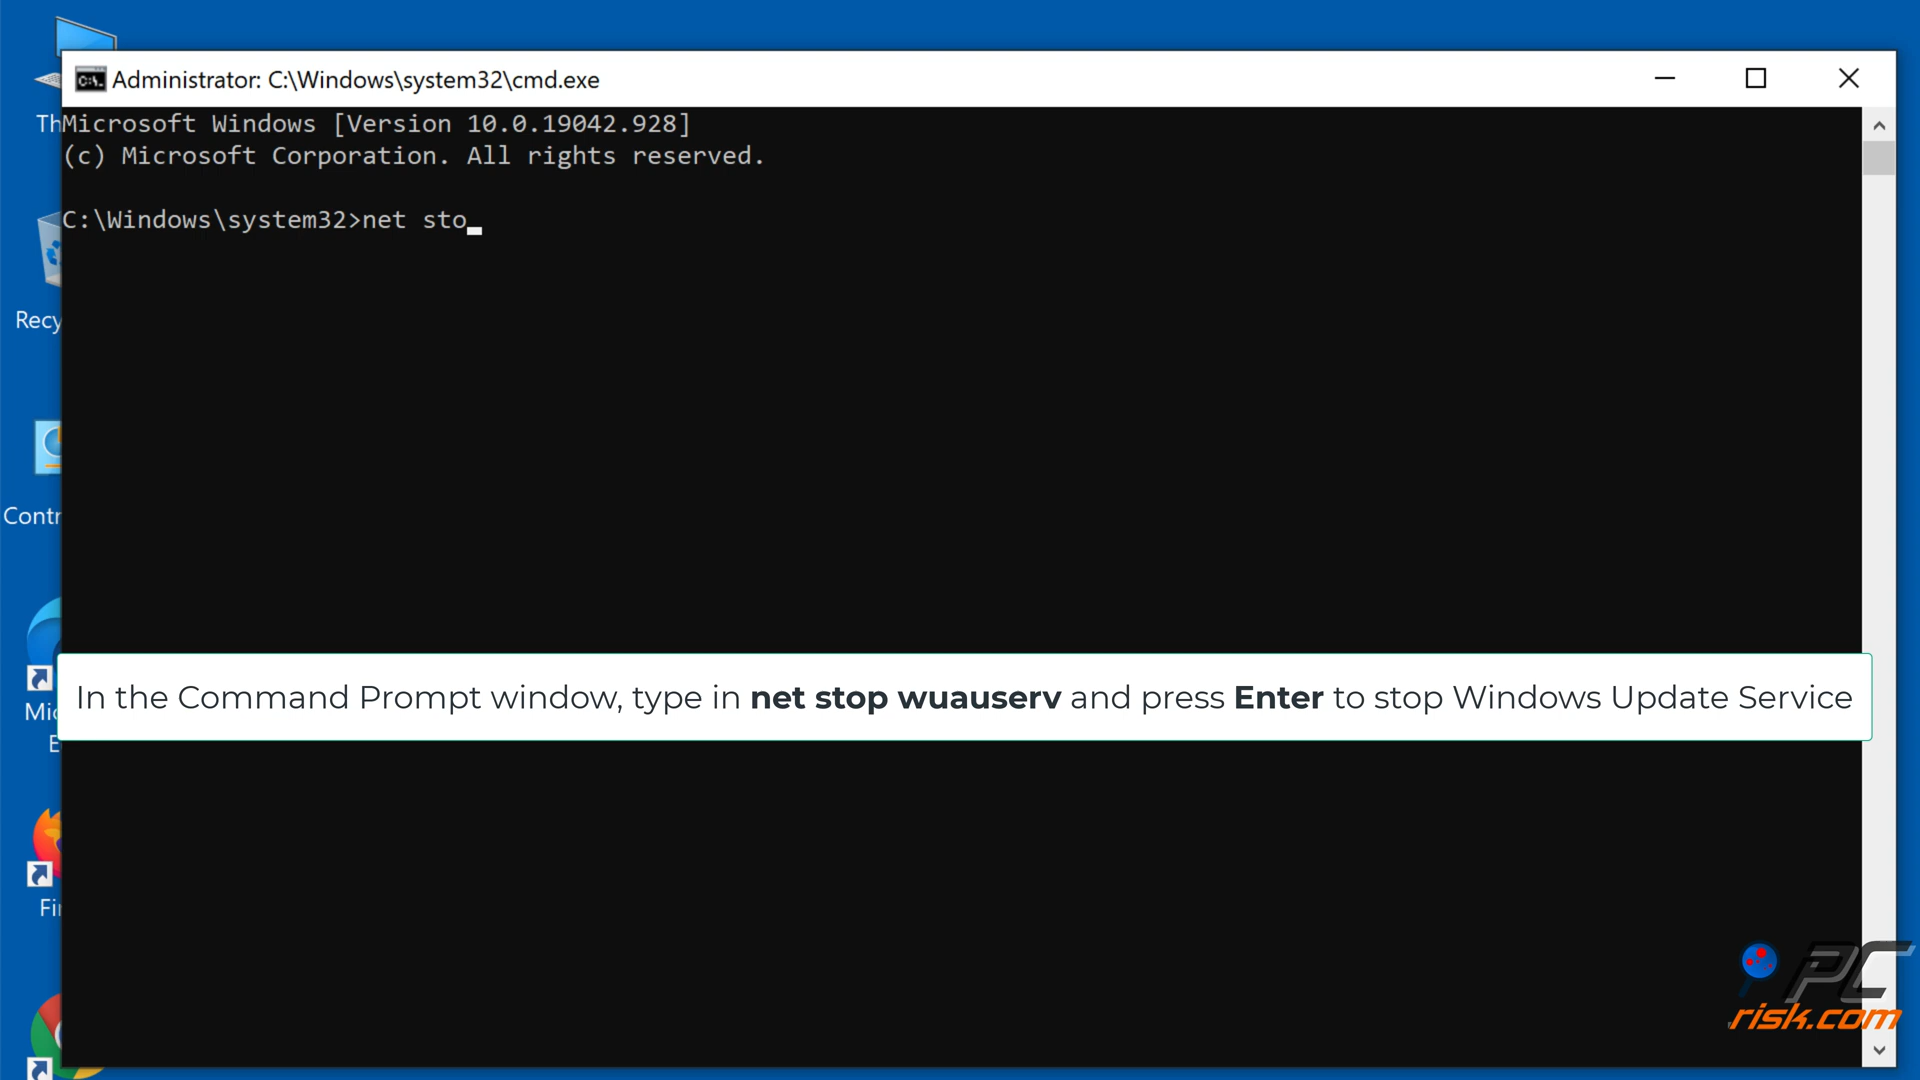 Administrator: C:\Windows\system32\cmd.exe
Th
Microsoft Windows [Version 10.0.19042.928]
(c) Microsoft Corporation. All rights reserved.
C:\Windows\system32>net sto_
Recy
Contr
In the Command Prompt window, type in net stop wuauserv and press Enter to stop Windows Update Service
Mic
E
Fi
PC
risk.com